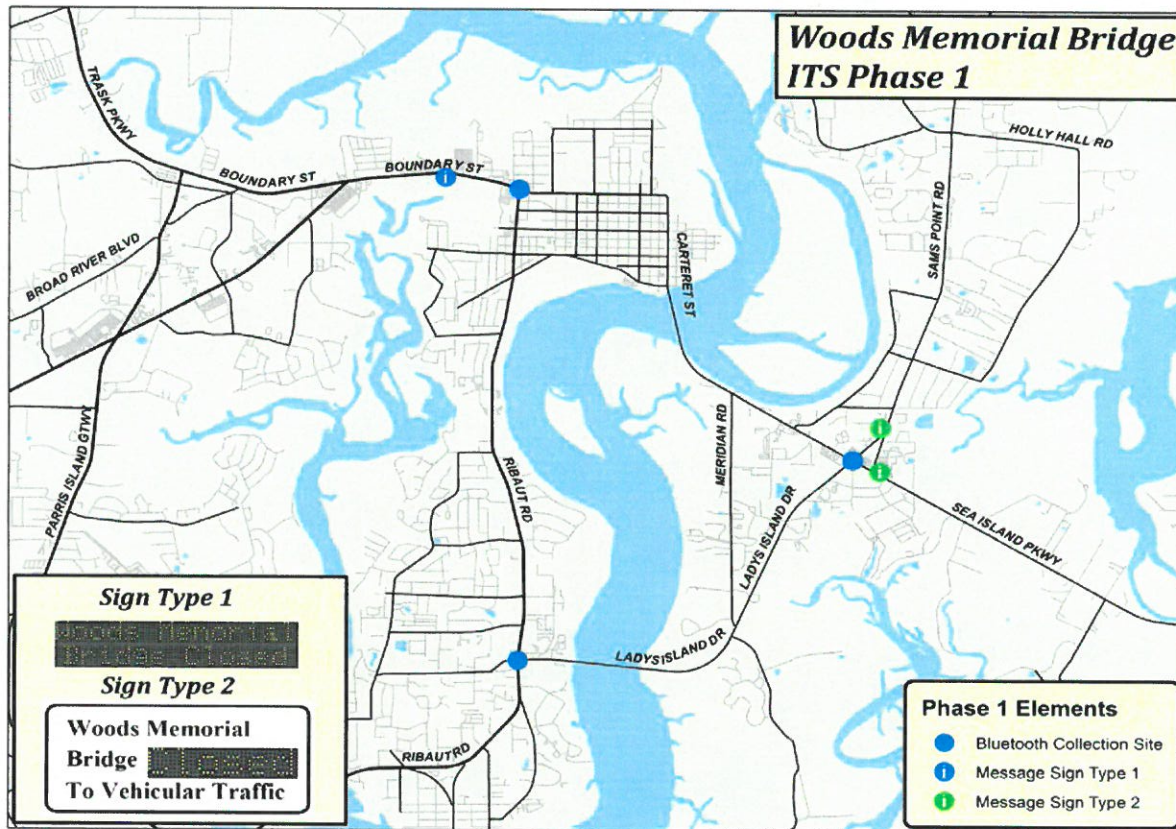 Woods Memorial Bridge
ITS Phase 1
TRASK PKWY
BOUNDARY ST
BOUNDARY ST
HOLLY HALL RD
BROAD RIVER BLVD
SAMS POINT RD
CARTERET ST
PARRIS ISLAND GTWY
RIBAUT RD
MERIDIAN RD
LADYS ISLAND DR
SEA ISLAND PKWY
LADYS ISLAND DR
RIBAUT RD
Sign Type 1
Woods Memorial
Bridge Closed
Sign Type 2
Woods Memorial
Bridge Closed
To Vehicular Traffic
Phase 1 Elements
Bluetooth Collection Site
i Message Sign Type 1
i Message Sign Type 2